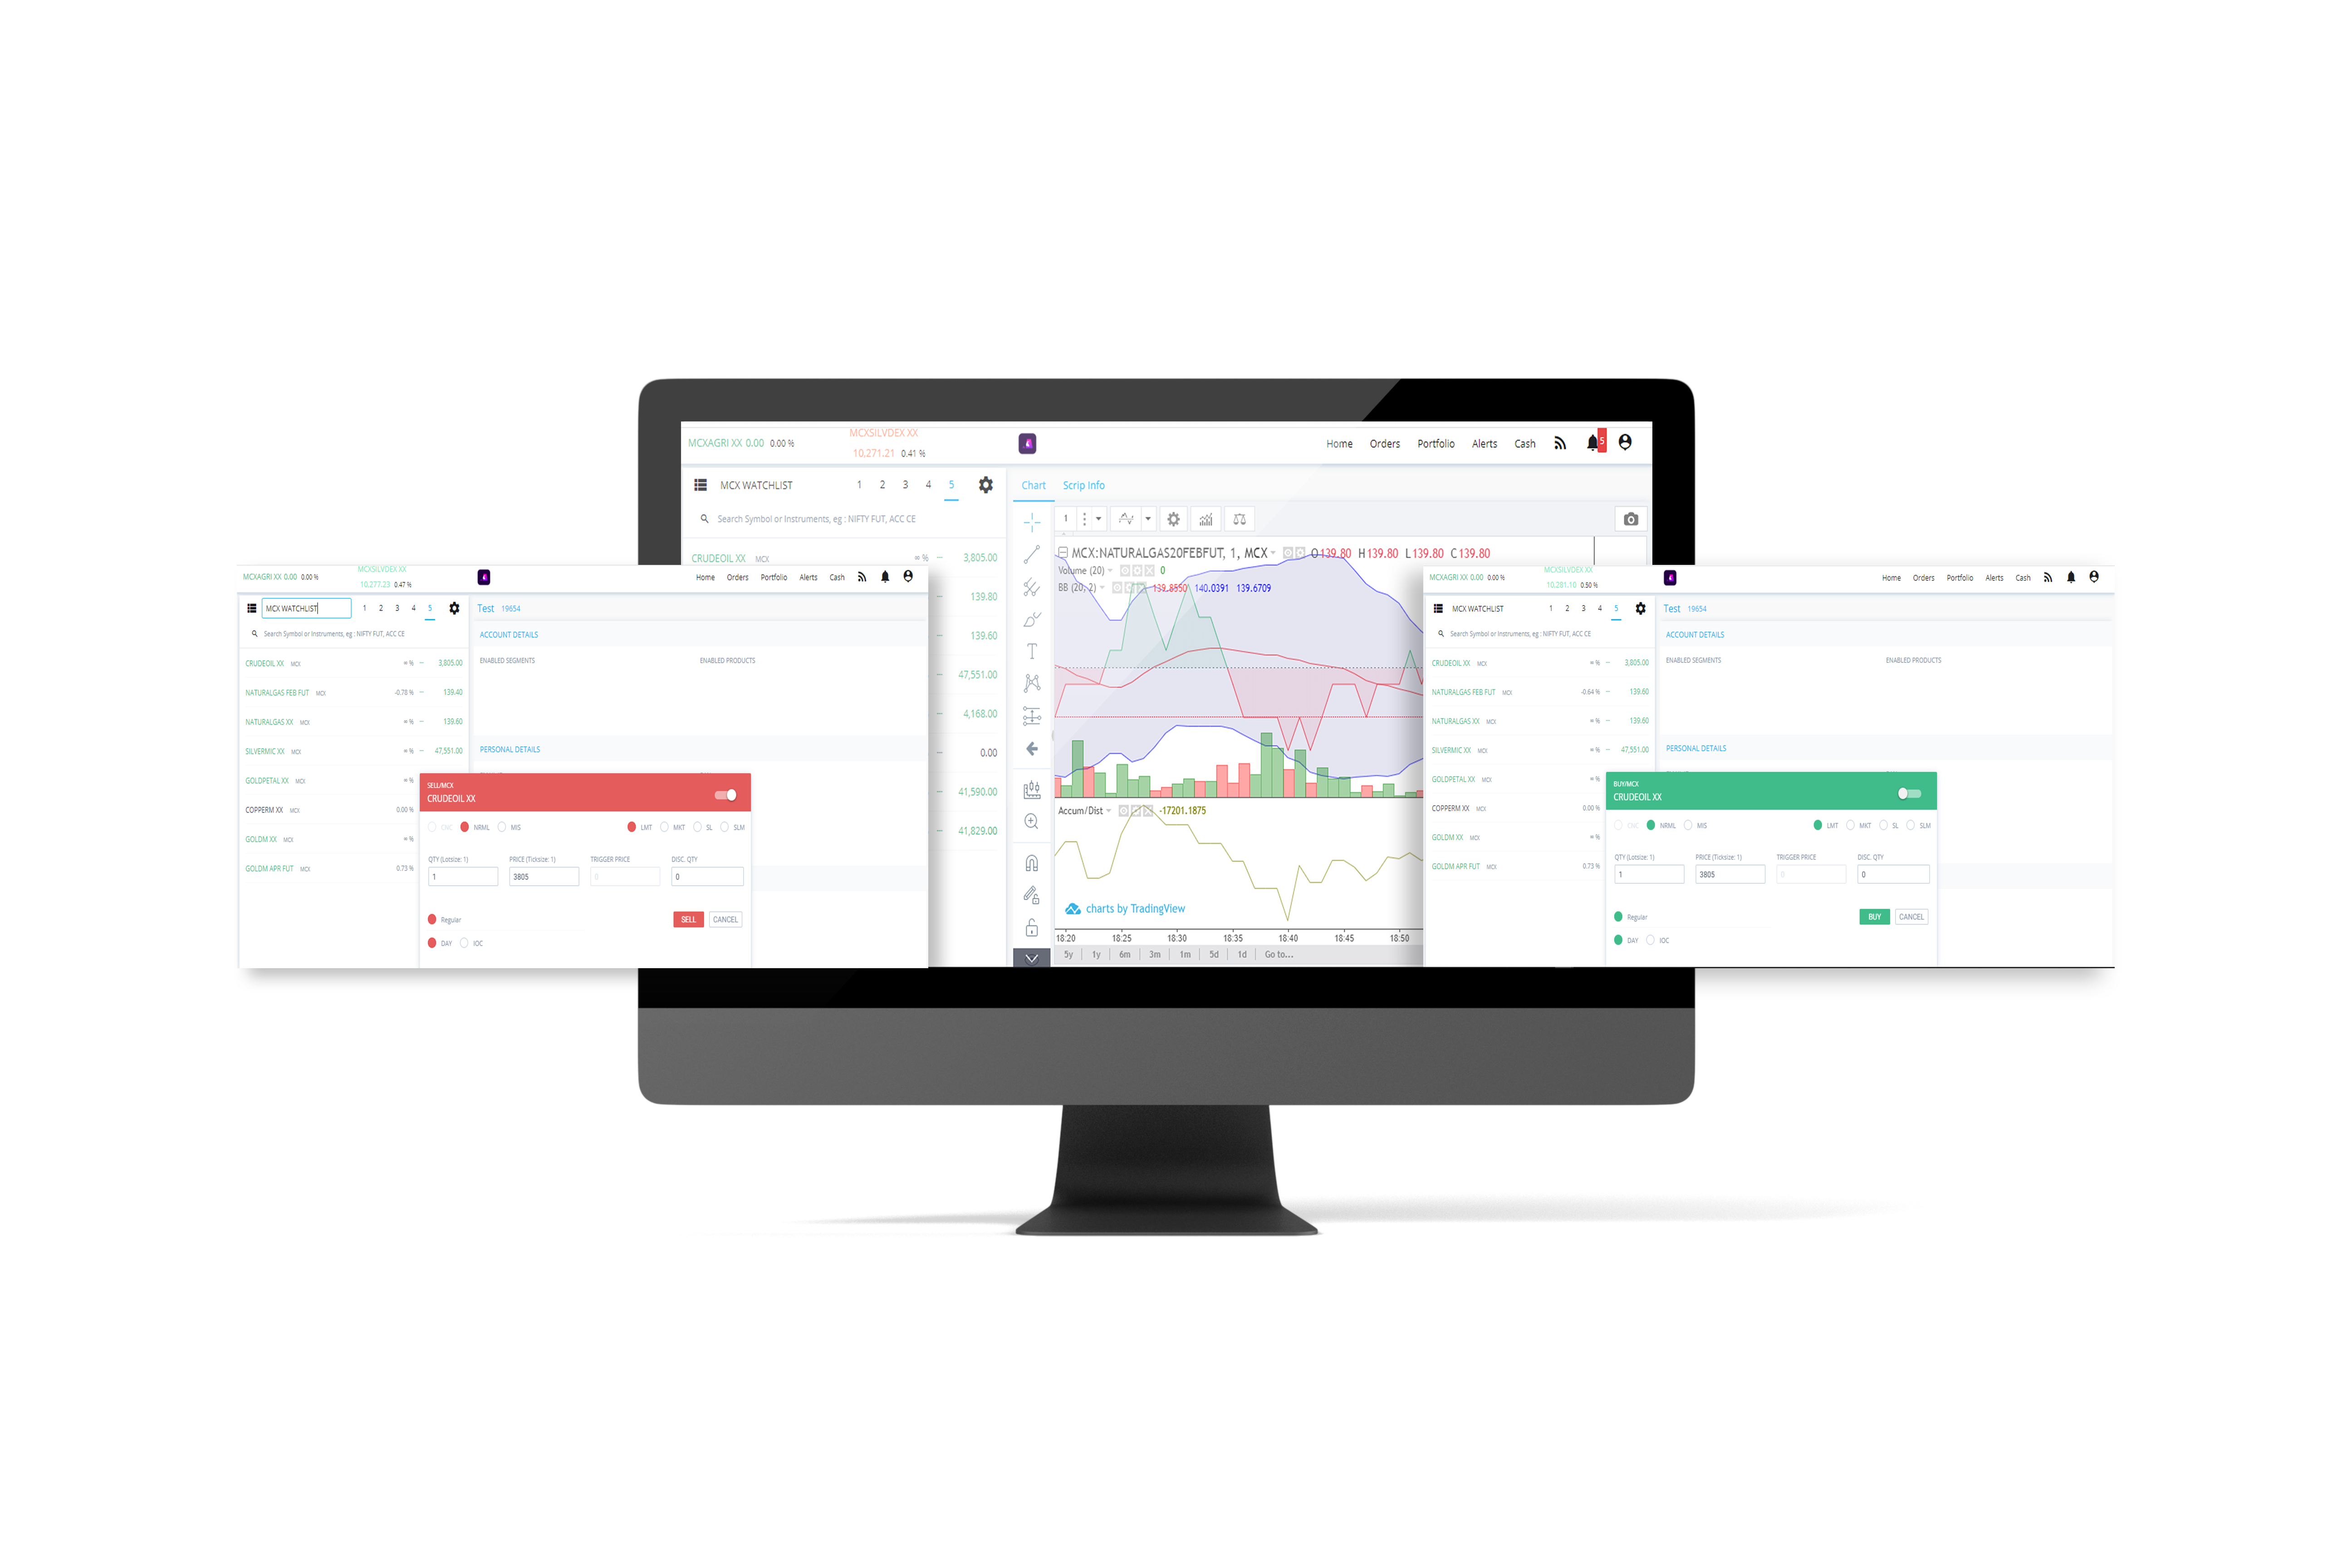 MCXAGRI XX 0.00 0.00 %
MCXSILVDEX XX
10,271.21 0.41 %
Home Orders Portfolio Alerts Cash 5
MCX WATCHLIST 1 2 3 4 5
Search Symbol or Instruments, eg : NIFTY FUT, ACC CE
CRUDEOIL XX MCX ∞ % — 3,805.00
— 139.80
— 139.60
— 47,551.00
— 4,168.00
— 0.00
— 41,590.00
— 41,829.00
Chart Scrip Info
1
MCX:NATURALGAS20FEBFUT, 1, MCX O139.80 H139.80 L139.80 C139.80
Volume (20) 0
BB (20, 2) 139.8550 140.0391 139.6709
Accum/Dist -17201.1875
charts by TradingView
18:20 18:25 18:30 18:35 18:40 18:45 18:50
5y 1y 6m 3m 1m 5d 1d Go to...
MCXAGRI XX 0.00 0.00 %
MCXSILVDEX XX
10,277.23 0.47 %
Home Orders Portfolio Alerts Cash
MCX WATCHLIST 1 2 3 4 5
Search Symbol or Instruments, eg : NIFTY FUT, ACC CE
CRUDEOIL XX MCX ∞ % — 3,805.00
NATURALGAS FEB FUT MCX -0.78 % — 139.40
NATURALGAS XX MCX ∞ % — 139.60
SILVERMIC XX MCX ∞ % — 47,551.00
GOLDPETAL XX MCX ∞ %
COPPERM XX MCX 0.00 %
GOLDM XX MCX ∞ %
GOLDM APR FUT MCX 0.73 %
Test 19654
ACCOUNT DETAILS
ENABLED SEGMENTS ENABLED PRODUCTS
PERSONAL DETAILS
SELL/MCX
CRUDEOIL XX
CNC NRML MIS LMT MKT SL SLM
QTY (Lotsize: 1) PRICE (Ticksize: 1) TRIGGER PRICE DISC. QTY
1 3805 0 0
Regular SELL CANCEL
DAY IOC
MCXAGRI XX 0.00 0.00 %
MCXSILVDEX XX
10,281.10 0.50 %
Home Orders Portfolio Alerts Cash
MCX WATCHLIST 1 2 3 4 5
Search Symbol or Instruments, eg : NIFTY FUT, ACC CE
CRUDEOIL XX MCX ∞ % — 3,805.00
NATURALGAS FEB FUT MCX -0.64 % — 139.60
NATURALGAS XX MCX ∞ % — 139.60
SILVERMIC XX MCX ∞ % — 47,551.00
GOLDPETAL XX MCX ∞ %
COPPERM XX MCX 0.00 %
GOLDM XX MCX ∞ %
GOLDM APR FUT MCX 0.73 %
Test 19654
ACCOUNT DETAILS
ENABLED SEGMENTS ENABLED PRODUCTS
PERSONAL DETAILS
BUY/MCX
CRUDEOIL XX
CNC NRML MIS LMT MKT SL SLM
QTY (Lotsize: 1) PRICE (Ticksize: 1) TRIGGER PRICE DISC. QTY
1 3805 0 0
Regular BUY CANCEL
DAY IOC